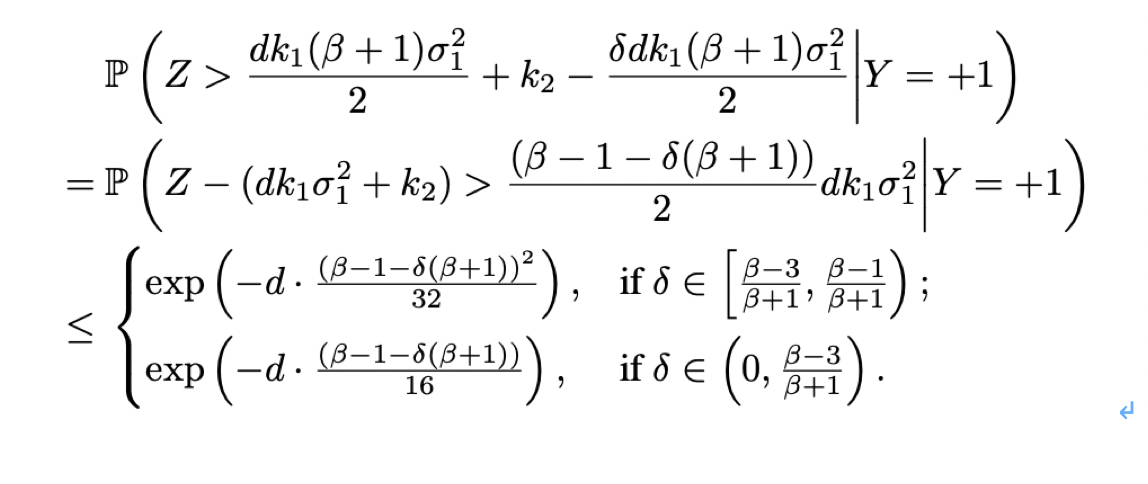 ℙ( Z > dk₁(β + 1)σ₁²/2 + k₂ − δdk₁(β + 1)σ₁²/2 | Y = +1 )
= ℙ( Z − (dk₁σ₁² + k₂) > (β − 1 − δ(β + 1))/2 dk₁σ₁² | Y = +1 )
≤ { exp( −d · (β−1−δ(β+1))²/32 ), if δ ∈ [ β−3/β+1, β−1/β+1 ) ;
exp( −d · (β−1−δ(β+1))/16 ), if δ ∈ ( 0, β−3/β+1 ) .